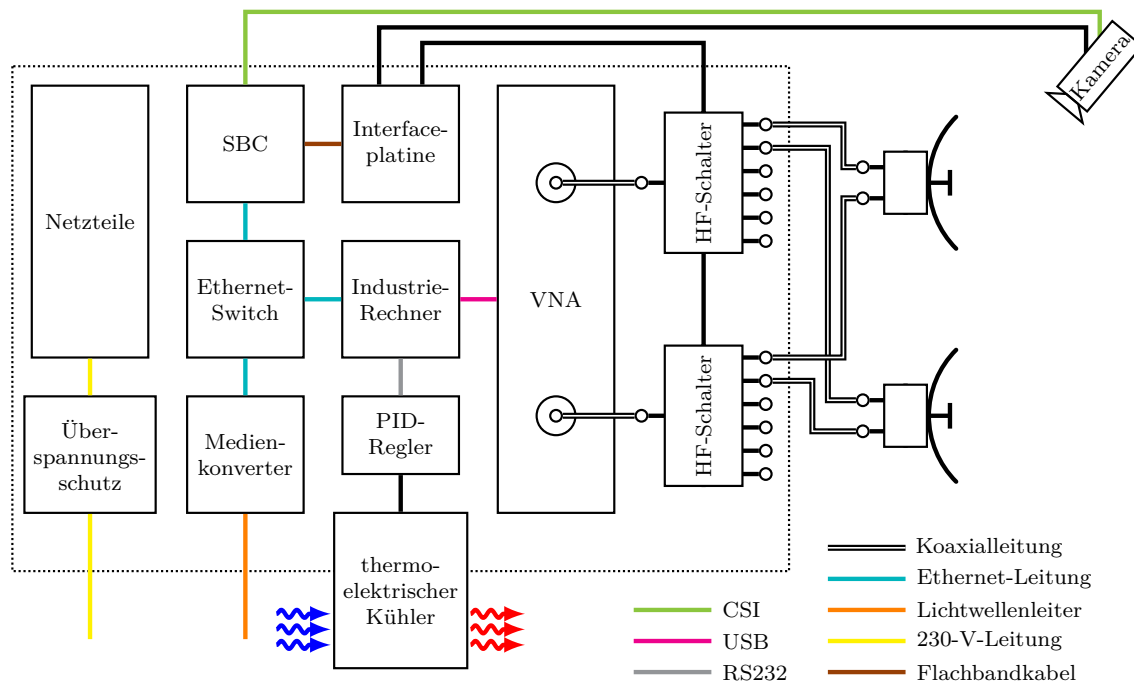 Kamera
SBC
Interface-
platine
HF-Schalter
Netzteile
Ethernet-
Switch
Industrie-
Rechner
VNA
HF-Schalter
Über-
spannungs-
schutz
Medien-
konverter
PID-
Regler
thermo-
elektrischer
Kühler
Koaxialleitung
Ethernet-Leitung
CSI
Lichtwellenleiter
USB
230-V-Leitung
RS232
Flachbandkabel